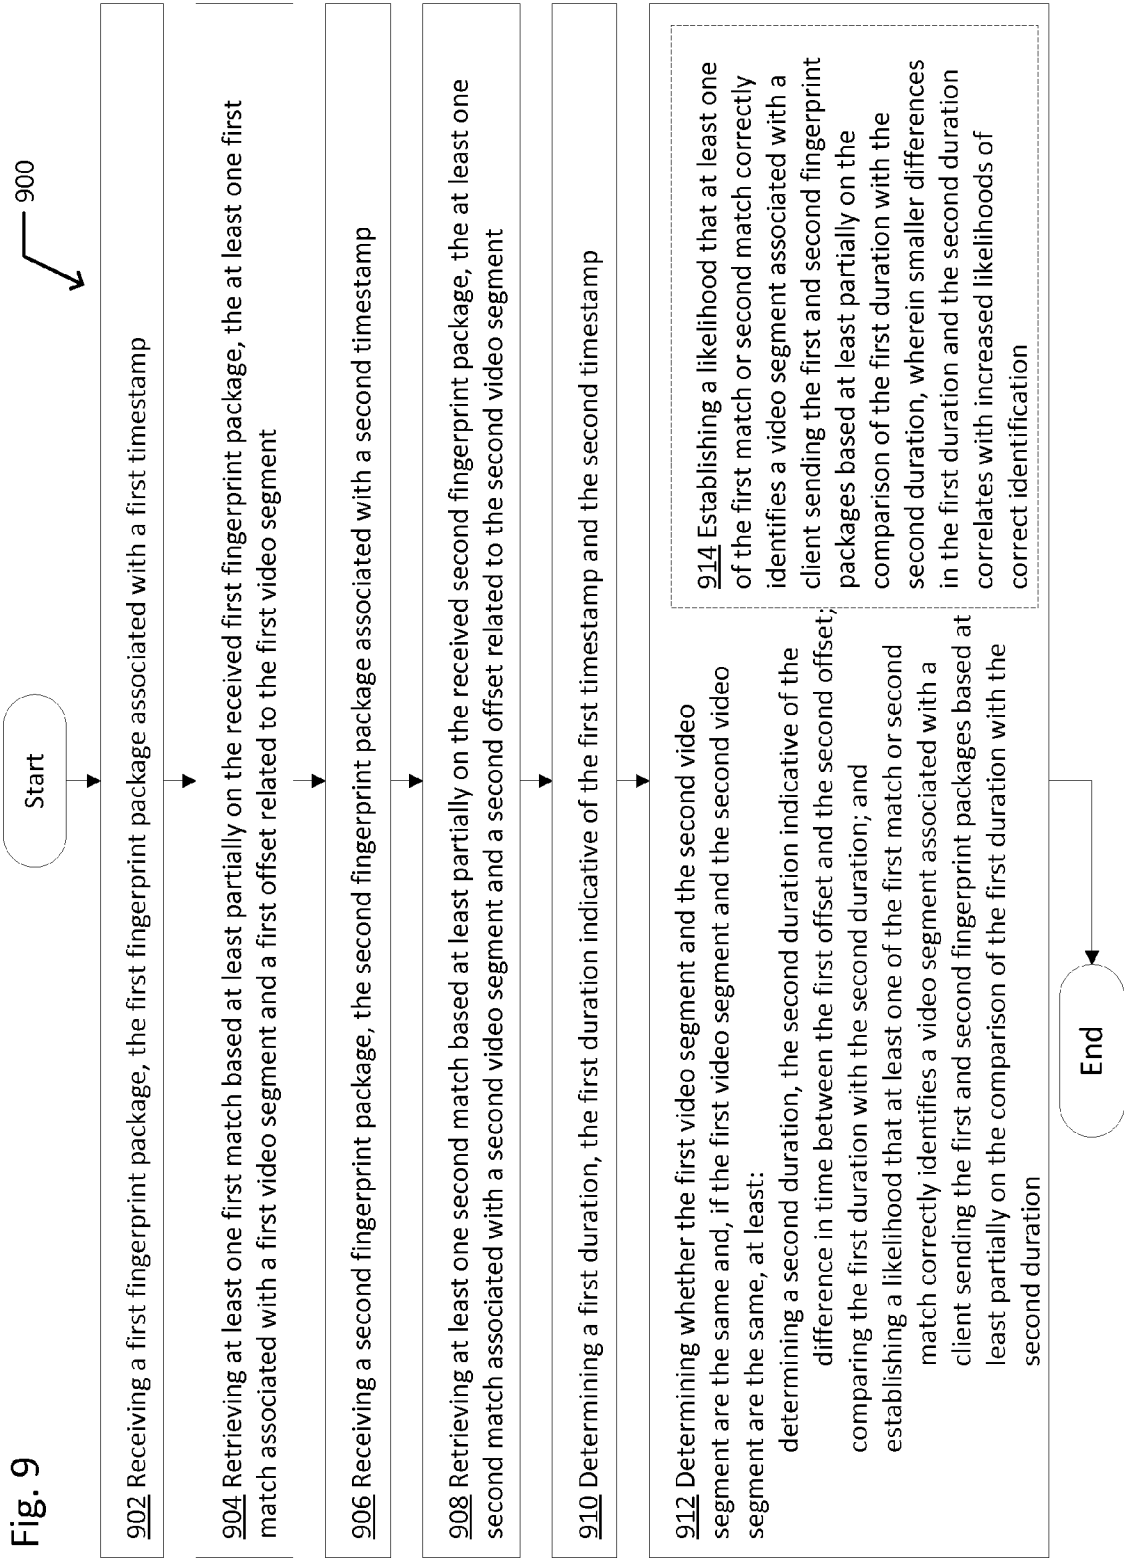 Fig. 9
900
Start
902 Receiving a first fingerprint package, the first fingerprint package associated with a first timestamp
904 Retrieving at least one first match based at least partially on the received first fingerprint package, the at least one first
match associated with a first video segment and a first offset related to the first video segment
906 Receiving a second fingerprint package, the second fingerprint package associated with a second timestamp
908 Retrieving at least one second match based at least partially on the received second fingerprint package, the at least one
second match associated with a second video segment and a second offset related to the second video segment
910 Determining a first duration, the first duration indicative of the first timestamp and the second timestamp
912 Determining whether the first video segment and the second video
segment are the same and, if the first video segment and the second video
segment are the same, at least:
determining a second duration, the second duration indicative of the
difference in time between the first offset and the second offset;
comparing the first duration with the second duration; and
establishing a likelihood that at least one of the first match or second
match correctly identifies a video segment associated with a
client sending the first and second fingerprint packages based at
least partially on the comparison of the first duration with the
second duration
914 Establishing a likelihood that at least one
of the first match or second match correctly
identifies a video segment associated with a
client sending the first and second fingerprint
packages based at least partially on the
comparison of the first duration with the
second duration, wherein smaller differences
in the first duration and the second duration
correlates with increased likelihoods of
correct identification
End